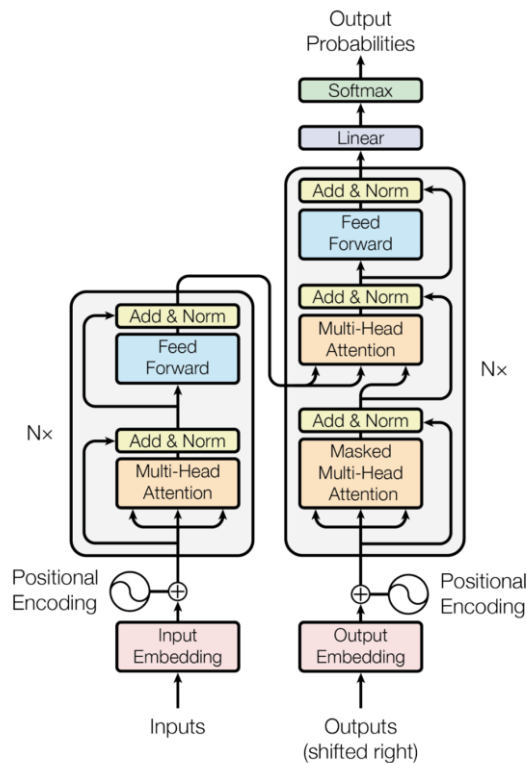 Output
Probabilities
Softmax
Linear
Add & Norm
Feed
Forward
Add & Norm
Multi-Head
Attention
Add & Norm
Masked
Multi-Head
Attention
N×
Add & Norm
Feed
Forward
Add & Norm
Multi-Head
Attention
N×
Positional
Encoding
Positional
Encoding
Input
Embedding
Output
Embedding
Inputs
Outputs
(shifted right)